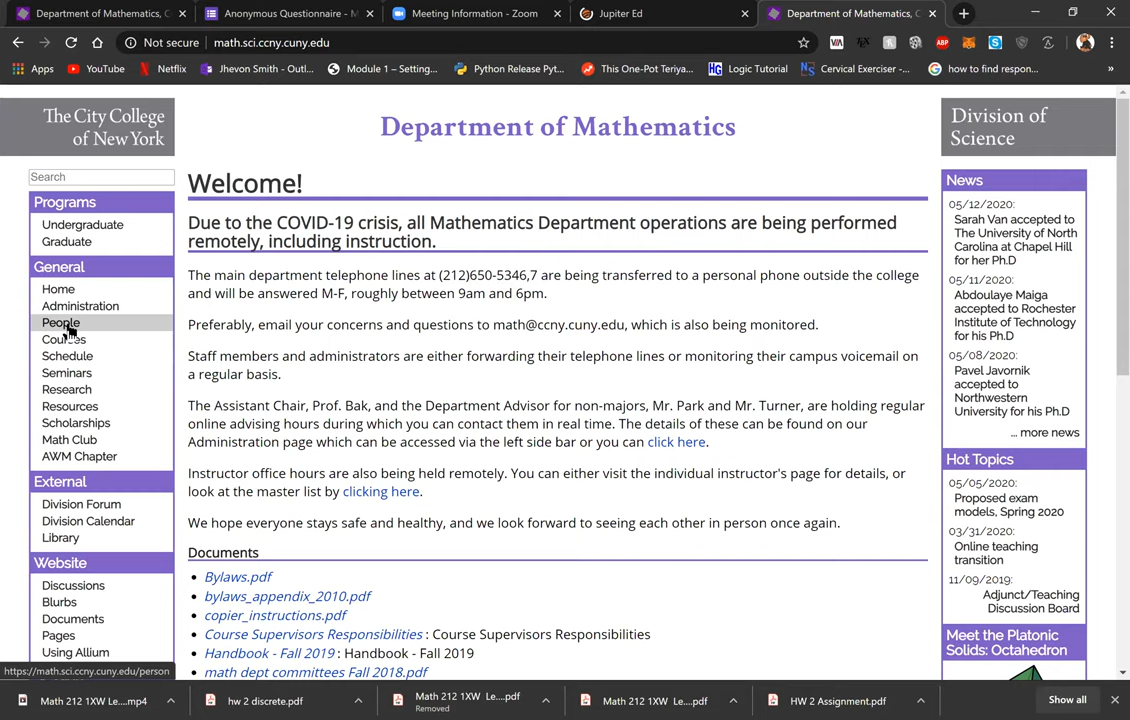 Department of Mathematics, C
Anonymous Questionnaire - M
Meeting Information - Zoom
Jupiter Ed
Department of Mathematics, C
Not secure
math.sci.ccny.cuny.edu
Apps
YouTube
Netflix
Jhevon Smith - Outl...
Module 1 – Setting...
Python Release Pyt...
This One-Pot Teriya...
Logic Tutorial
Cervical Exerciser -...
how to find respon...
The City College
of New York
Department of Mathematics
Division of
Science
Search
Programs
Undergraduate
Graduate
General
Home
Administration
People
Courses
Schedule
Seminars
Research
Resources
Scholarships
Math Club
AWM Chapter
External
Division Forum
Division Calendar
Library
Website
Discussions
Blurbs
Documents
Pages
Using Allium
https://math.sci.ccny.cuny.edu/person
Welcome!
Due to the COVID-19 crisis, all Mathematics Department operations are being performed
remotely, including instruction.
The main department telephone lines at (212)650-5346,7 are being transferred to a personal phone outside the college
and will be answered M-F, roughly between 9am and 6pm.
Preferably, email your concerns and questions to math@ccny.cuny.edu, which is also being monitored.
Staff members and administrators are either forwarding their telephone lines or monitoring their campus voicemail on
a regular basis.
The Assistant Chair, Prof. Bak, and the Department Advisor for non-majors, Mr. Park and Mr. Turner, are holding regular
online advising hours during which you can contact them in real time. The details of these can be found on our
Administration page which can be accessed via the left side bar or you can click here.
Instructor office hours are also being held remotely. You can either visit the individual instructor's page for details, or
look at the master list by clicking here.
We hope everyone stays safe and healthy, and we look forward to seeing each other in person once again.
Documents
Bylaws.pdf
bylaws_appendix_2010.pdf
copier_instructions.pdf
Course Supervisors Responsibilities : Course Supervisors Responsibilities
Handbook - Fall 2019 : Handbook - Fall 2019
math dept committees Fall 2018.pdf
News
05/12/2020:
Sarah Van accepted to
The University of North
Carolina at Chapel Hill
for her Ph.D
05/11/2020:
Abdoulaye Maiga
accepted to Rochester
Institute of Technology
for his Ph.D
05/08/2020:
Pavel Javornik
accepted to
Northwestern
University for his Ph.D
... more news
Hot Topics
05/05/2020:
Proposed exam
models, Spring 2020
03/31/2020:
Online teaching
transition
11/09/2019:
Adjunct/Teaching
Discussion Board
Meet the Platonic
Solids: Octahedron
Math 212 1XW Le....mp4
hw 2 discrete.pdf
Math 212 1XW Le....pdf
Removed
Math 212 1XW Le....pdf
HW 2 Assignment.pdf
Show all